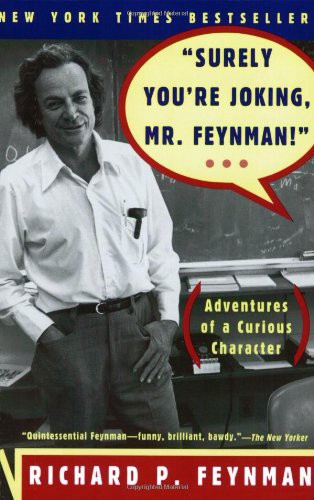 NEW YORK TIMES BESTSELLER
"SURELY
YOU'RE JOKING,
MR. FEYNMAN!"
(Adventures
of a Curious
Character)
"Quintessential Feynman—funny, brilliant, bawdy."—The New Yorker
RICHARD P. FEYNMAN